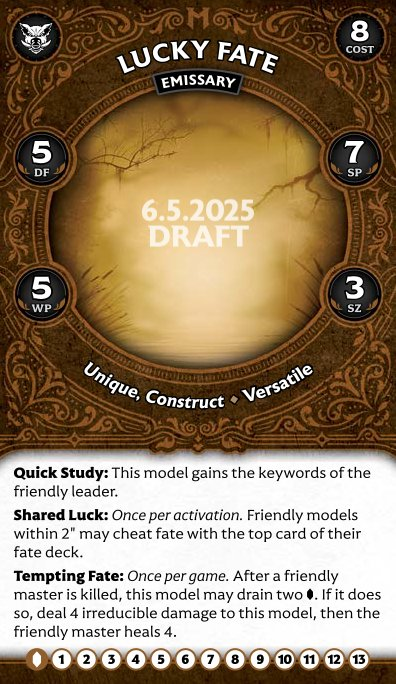 8
COST
LUCKY FATE
EMISSARY
5
DF
7
SP
6.5.2025
DRAFT
5
WP
3
SZ
Unique, Construct ◆ Versatile
Quick Study: This model gains the keywords of the
friendly leader.
Shared Luck: Once per activation. Friendly models
within 2" may cheat fate with the top card of their
fate deck.
Tempting Fate: Once per game. After a friendly
master is killed, this model may drain two ⬮. If it does
so, deal 4 irreducible damage to this model, then the
friendly master heals 4.
1 2 3 4 5 6 7 8 9 10 11 12 13